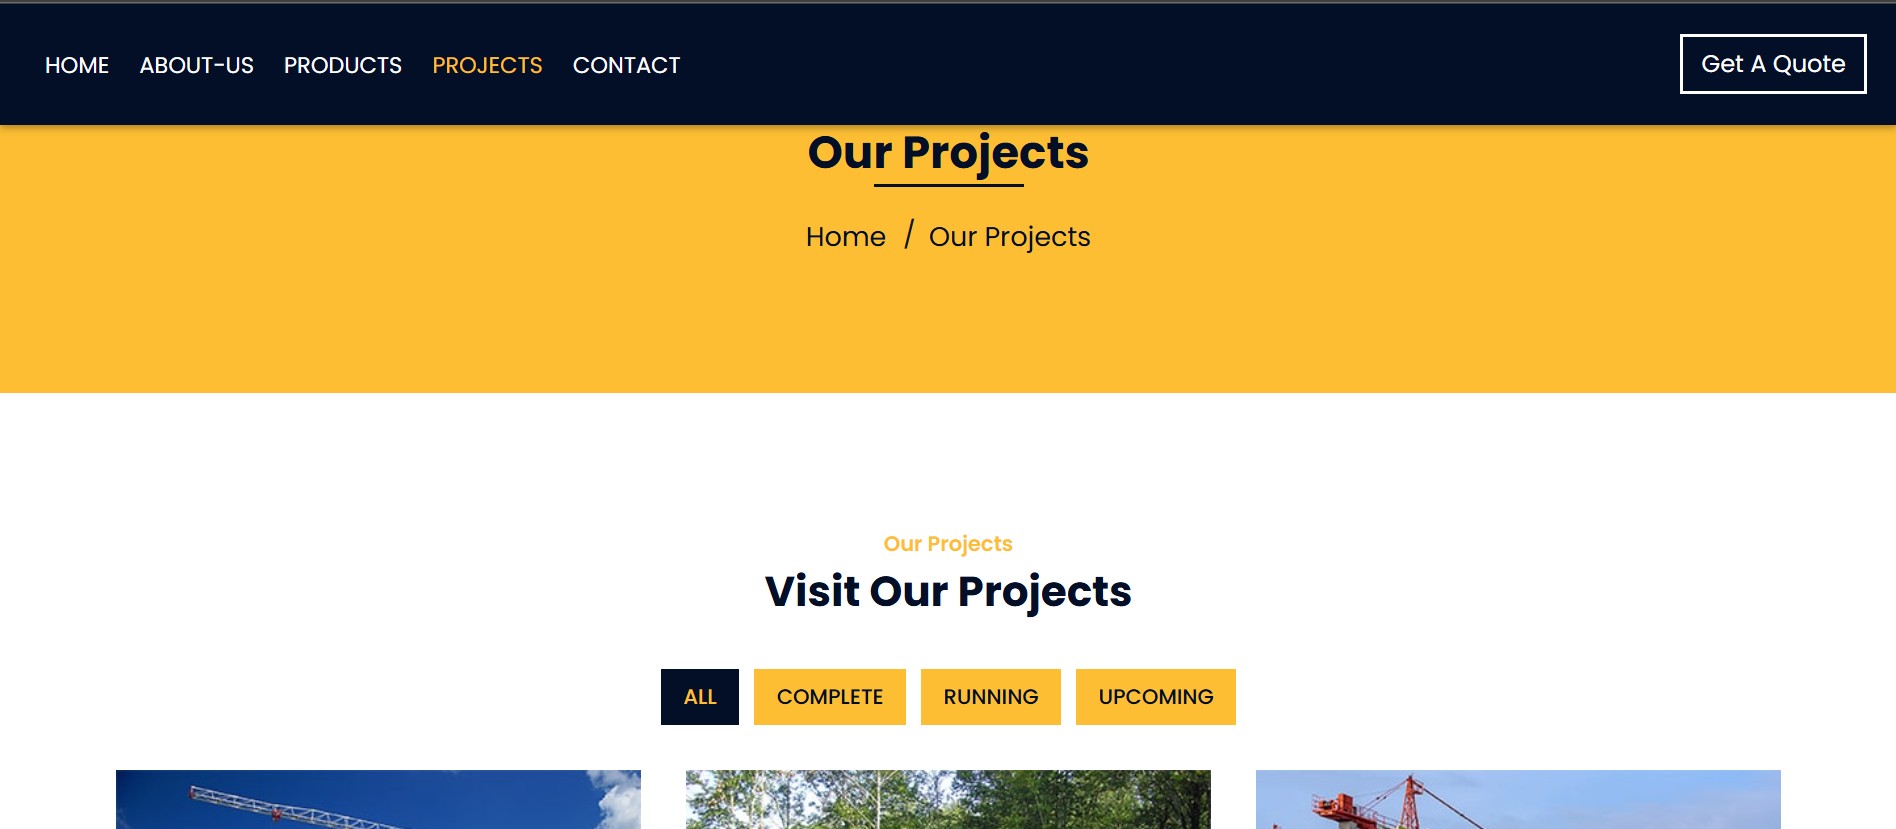 HOME ABOUT-US PRODUCTS PROJECTS CONTACT Get A Quote
Our Projects
Home / Our Projects
Our Projects
Visit Our Projects
ALL COMPLETE RUNNING UPCOMING